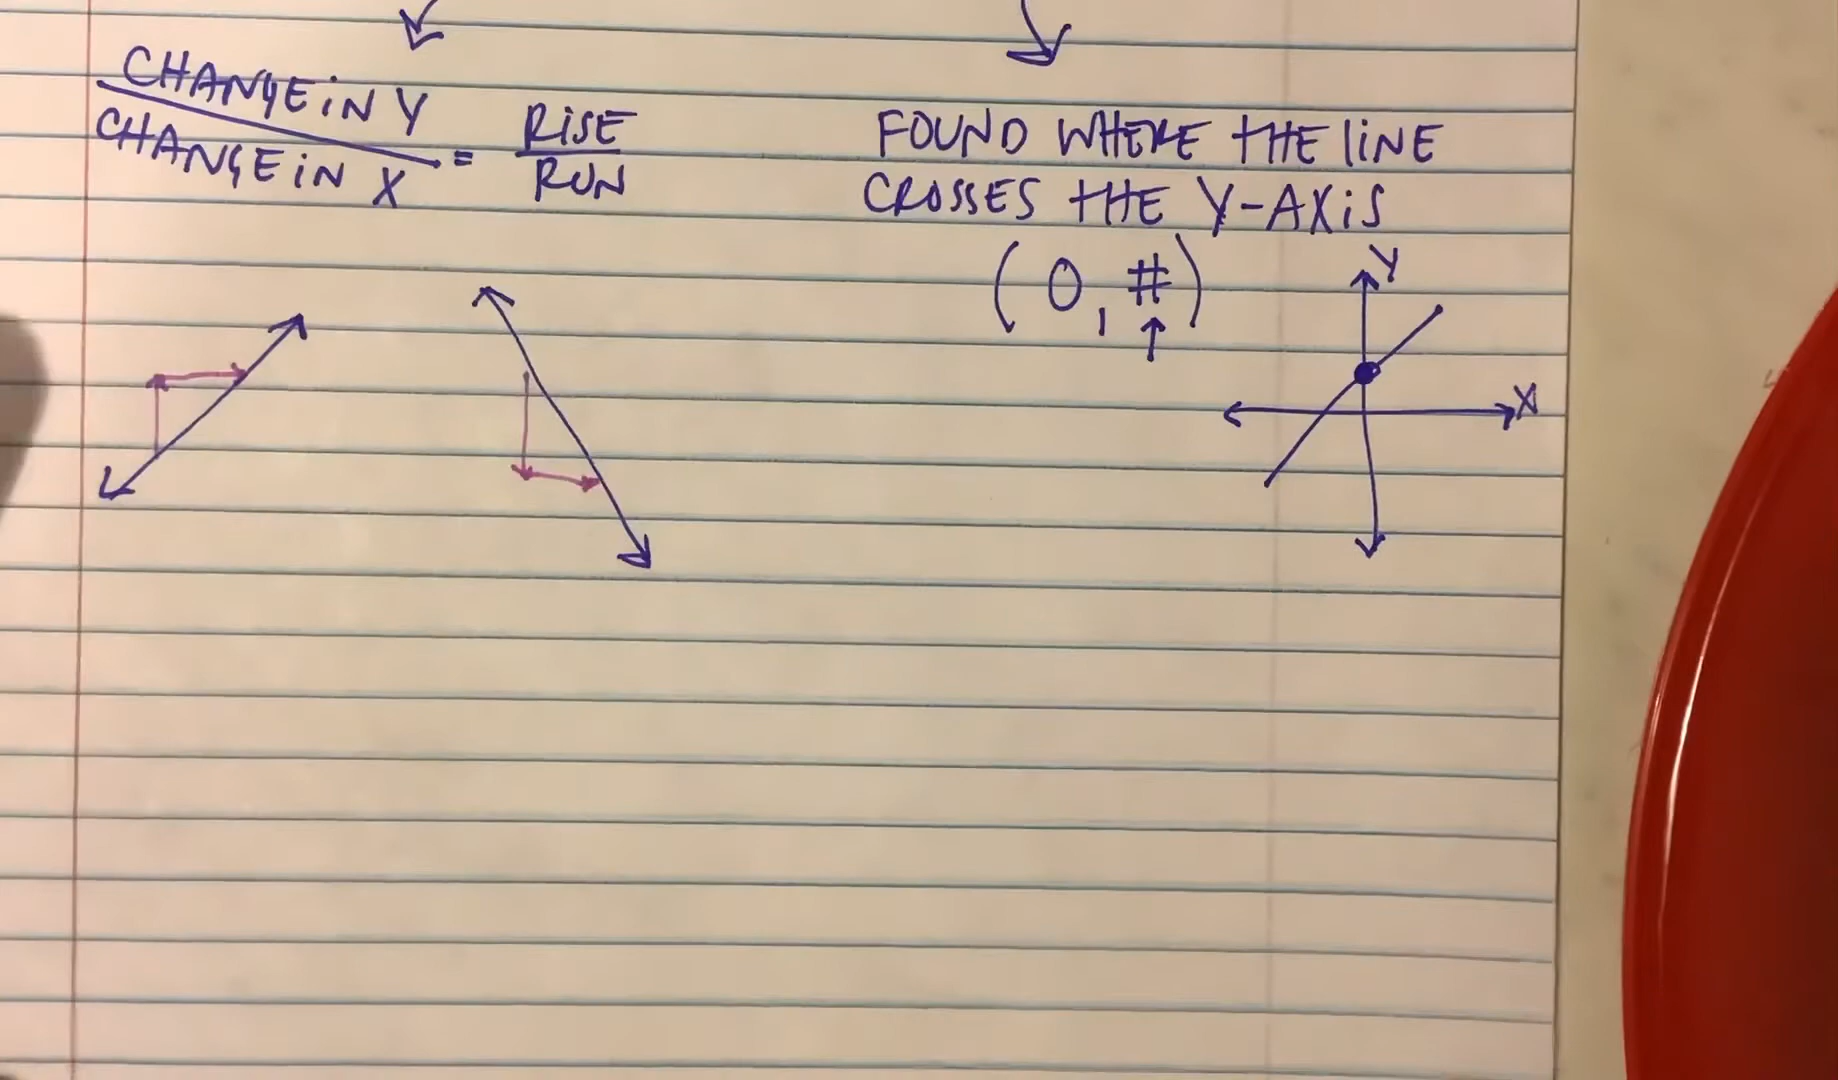 CHANGE iN Y
CHANGE iN X
= RiSE
RUN
FOUND WHERE tHE liNE
CROSSES tHE Y-AXiS
(0, #)
Y
X